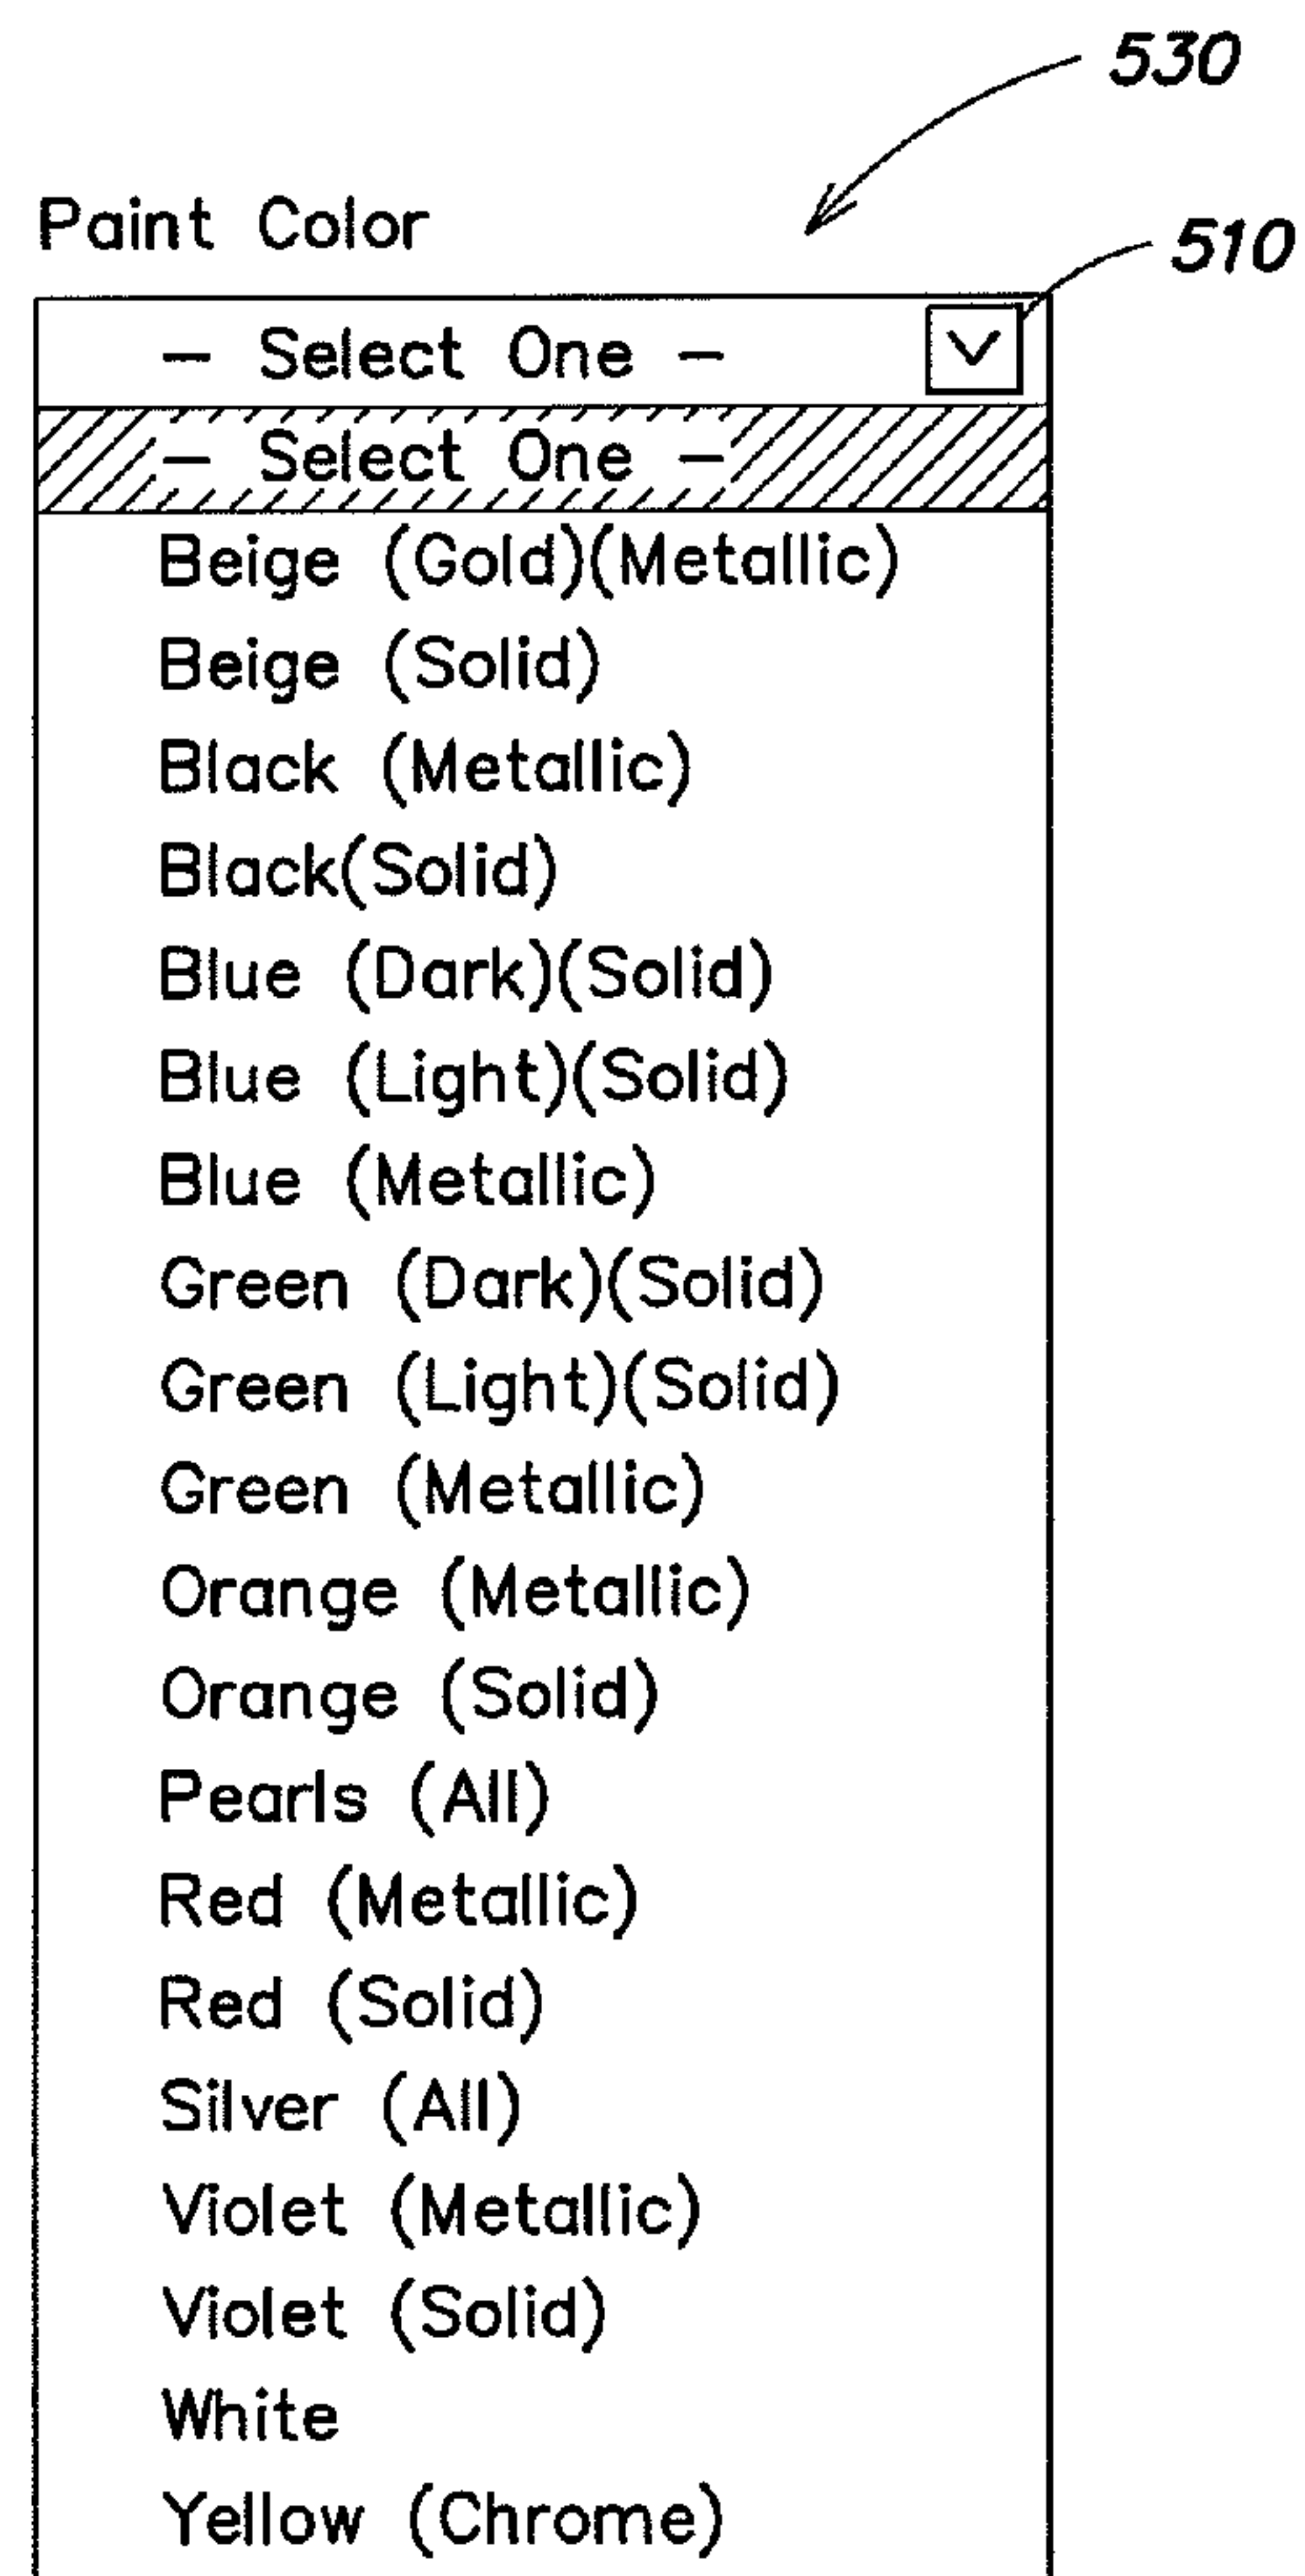 530
Paint Color
510
– Select One –
– Select One –
Beige (Gold)(Metallic)
Beige (Solid)
Black (Metallic)
Black(Solid)
Blue (Dark)(Solid)
Blue (Light)(Solid)
Blue (Metallic)
Green (Dark)(Solid)
Green (Light)(Solid)
Green (Metallic)
Orange (Metallic)
Orange (Solid)
Pearls (All)
Red (Metallic)
Red (Solid)
Silver (All)
Violet (Metallic)
Violet (Solid)
White
Yellow (Chrome)